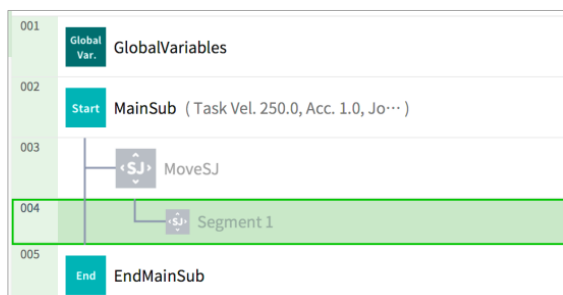 001
Global Var. GlobalVariables
002
Start MainSub ( Task Vel. 250.0, Acc. 1.0, Jo··· )
003
SJ MoveSJ
004
SJ Segment 1
005
End EndMainSub